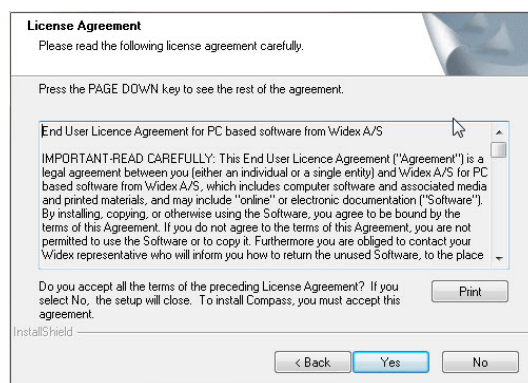 License Agreement
Please read the following license agreement carefully.
Press the PAGE DOWN key to see the rest of the agreement.
End User Licence Agreement for PC based software from Widex A/S
IMPORTANT-READ CAREFULLY: This End User Licence Agreement ("Agreement") is a
legal agreement between you (either an individual or a single entity) and Widex A/S for PC
based software from Widex A/S, which includes computer software and associated media
and printed materials, and may include "online" or electronic documentation ("Software").
By installing, copying, or otherwise using the Software, you agree to be bound by the
terms of this Agreement. If you do not agree to the terms of this Agreement, you are not
permitted to use the Software or to copy it. Furthermore you are obliged to contact your
Widex representative who will inform you how to return the unused Software, to the place
Do you accept all the terms of the preceding License Agreement? If you
select No, the setup will close. To install Compass, you must accept this
agreement.
Print
InstallShield
< Back
Yes
No